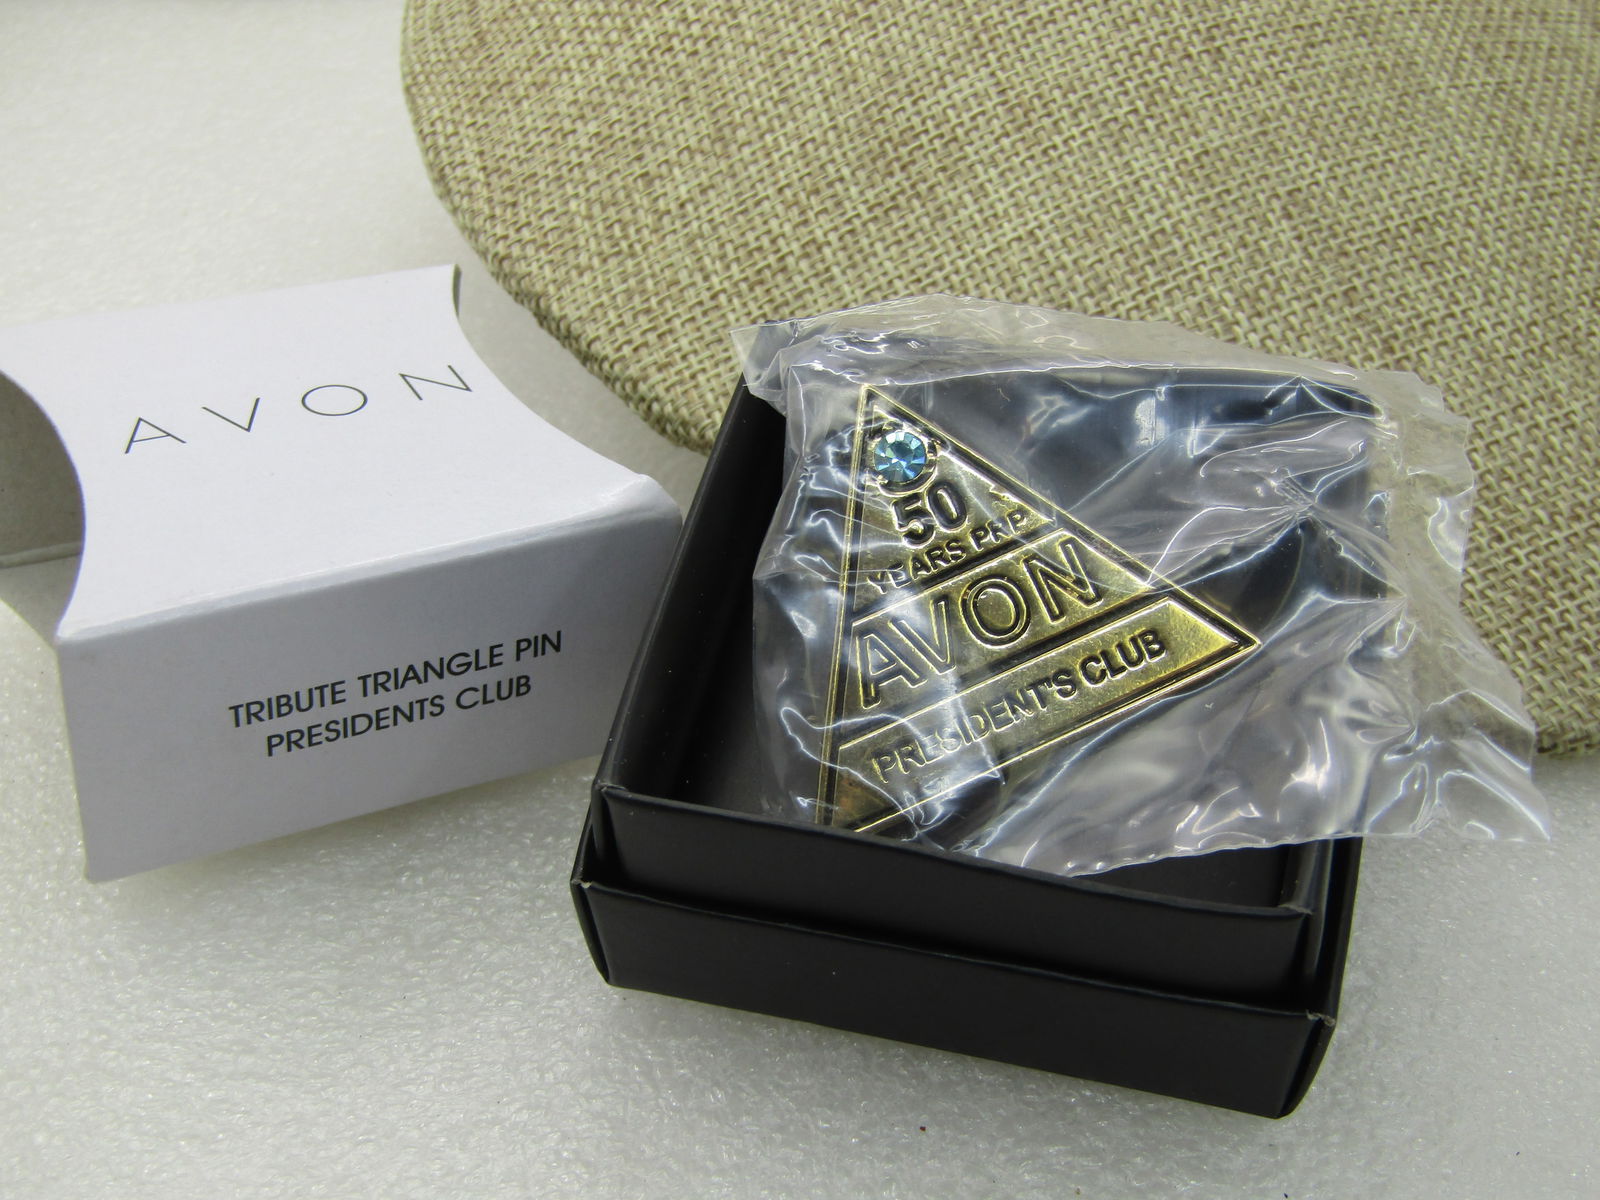 AVON
TRIBUTE TRIANGLE PIN
PRESIDENTS CLUB
50
YEARS PRP
AVON
PRESIDENT'S CLUB